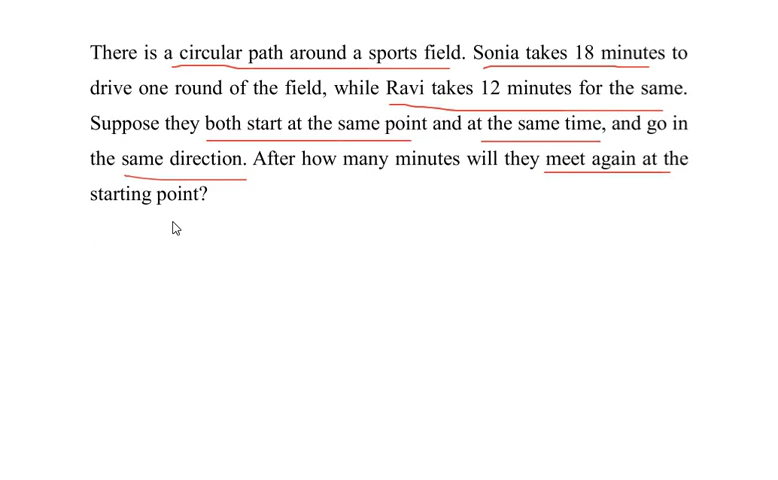 There is a circular path around a sports field. Sonia takes 18 minutes to
drive one round of the field, while Ravi takes 12 minutes for the same.
Suppose they both start at the same point and at the same time, and go in
the same direction. After how many minutes will they meet again at the
starting point?